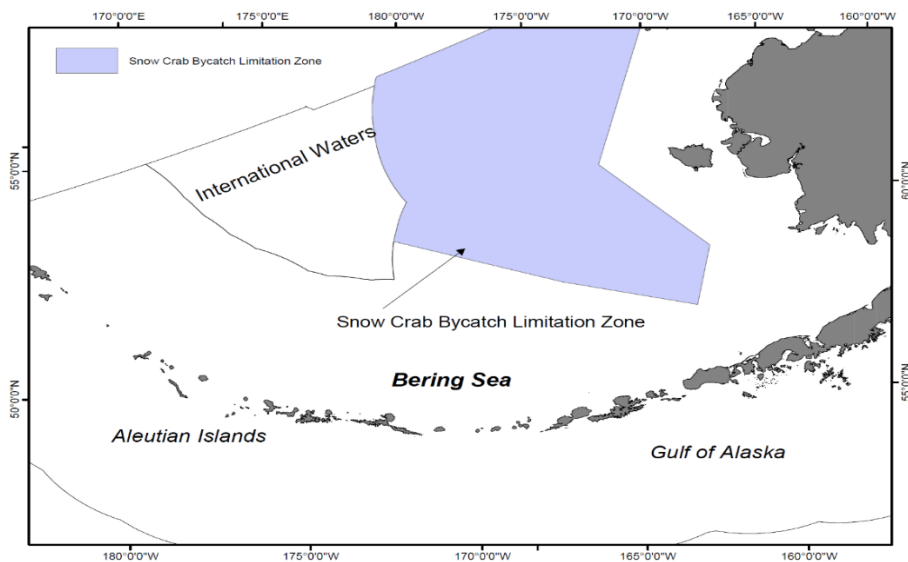 170°0'0"E
175°0'0"E
180°0'0"W
175°0'0"W
170°0'0"W
165°0'0"W
160°0'0"W
Snow Crab Bycatch Limitation Zone
International Waters
55°0'0"N
60°0'0"N
Snow Crab Bycatch Limitation Zone
Bering Sea
50°0'0"N
55°0'0"N
Aleutian Islands
Gulf of Alaska
180°0'0"W
175°0'0"W
170°0'0"W
165°0'0"W
160°0'0"W